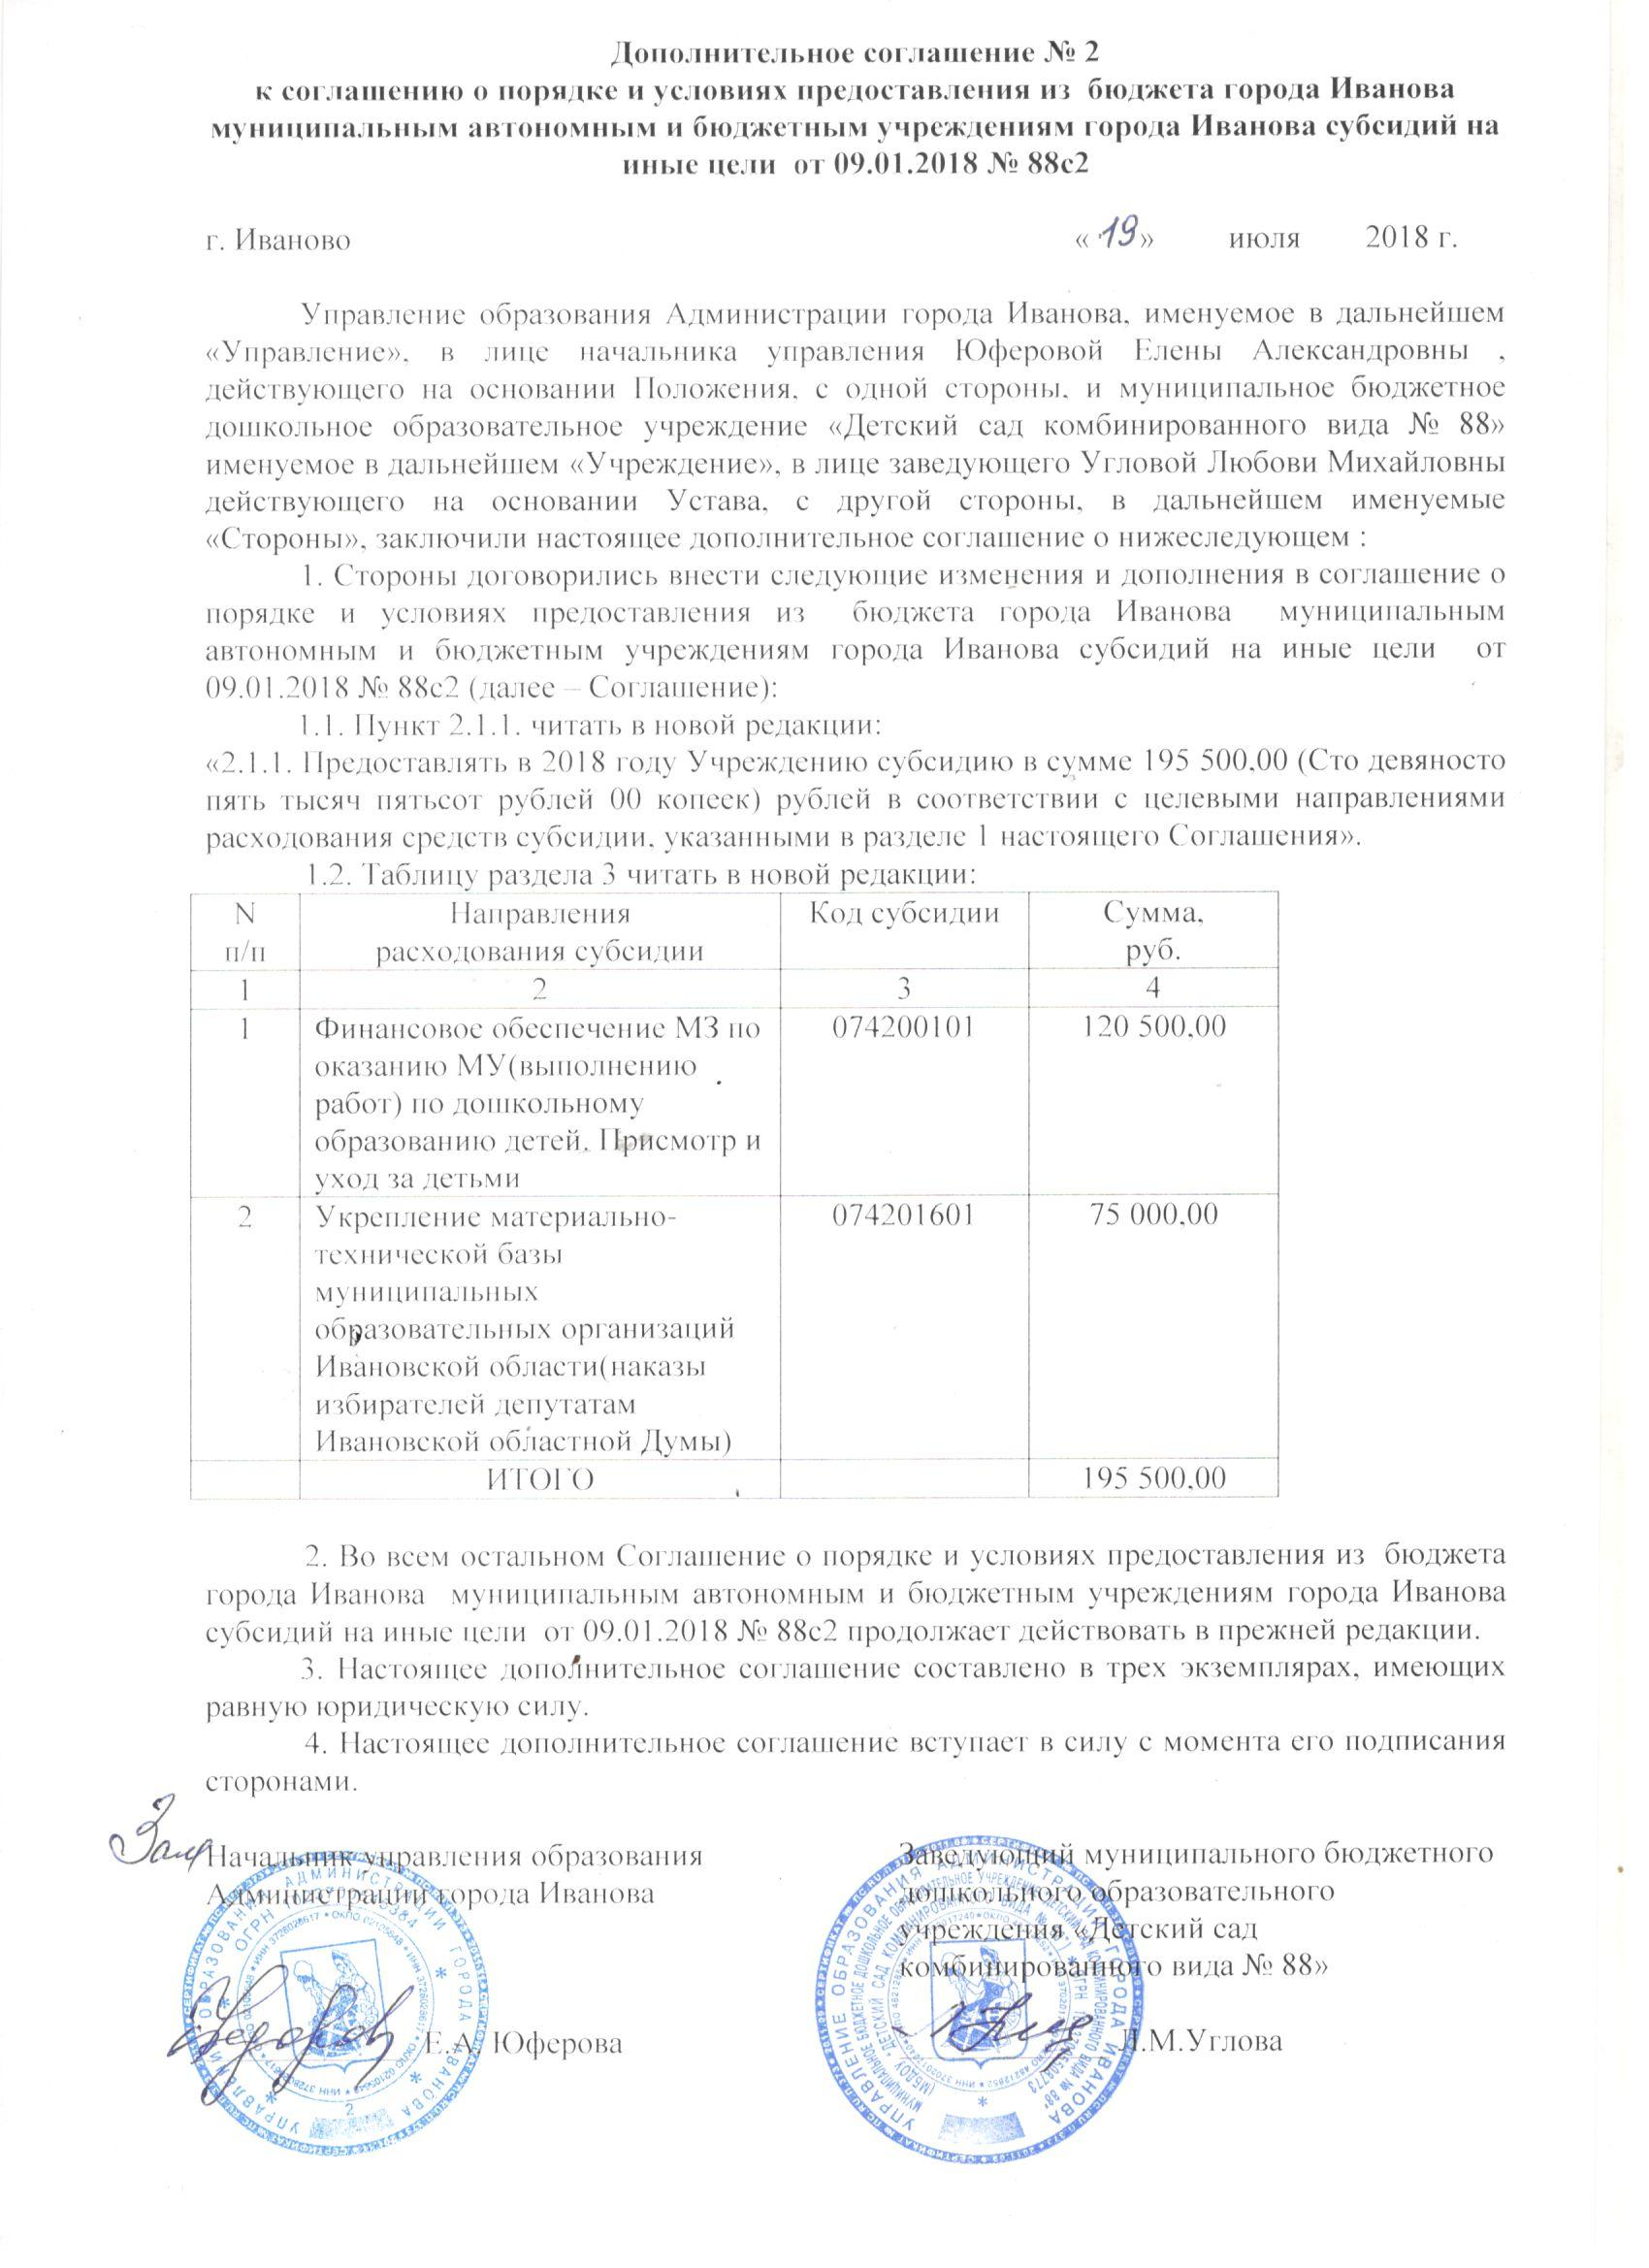 Дополнительное соглашение № 2
к соглашению о порядке и условиях предоставления из бюджета города Иванова
муниципальным автономным и бюджетным учреждениям города Иванова субсидий на
иные цели от 09.01.2018 № 88с2
г. Иваново « 19 » июля 2018 г.
Управление образования Администрации города Иванова, именуемое в дальнейшем
«Управление», в лице начальника управления Юферовой Елены Александровны ,
действующего на основании Положения, с одной стороны, и муниципальное бюджетное
дошкольное образовательное учреждение «Детский сад комбинированного вида № 88»
именуемое в дальнейшем «Учреждение», в лице заведующего Угловой Любови Михайловны
действующего на основании Устава, с другой стороны, в дальнейшем именуемые
«Стороны», заключили настоящее дополнительное соглашение о нижеследующем :
1. Стороны договорились внести следующие изменения и дополнения в соглашение о
порядке и условиях предоставления из бюджета города Иванова муниципальным
автономным и бюджетным учреждениям города Иванова субсидий на иные цели от
09.01.2018 № 88с2 (далее – Соглашение):
1.1. Пункт 2.1.1. читать в новой редакции:
«2.1.1. Предоставлять в 2018 году Учреждению субсидию в сумме 195 500,00 (Сто девяносто
пять тысяч пятьсот рублей 00 копеек) рублей в соответствии с целевыми направлениями
расходования средств субсидии, указанными в разделе 1 настоящего Соглашения».
1.2. Таблицу раздела 3 читать в новой редакции:
N Направления Код субсидии Сумма,
п/п расходования субсидии руб.
1 2 3 4
1 Финансовое обеспечение МЗ по 074200101 120 500,00
оказанию МУ(выполнению
работ) по дошкольному
образованию детей. Присмотр и
уход за детьми
2 Укрепление материально- 074201601 75 000,00
технической базы
муниципальных
образовательных организаций
Ивановской области(наказы
избирателей депутатам
Ивановской областной Думы)
ИТОГО 195 500,00
2. Во всем остальном Соглашение о порядке и условиях предоставления из бюджета
города Иванова муниципальным автономным и бюджетным учреждениям города Иванова
субсидий на иные цели от 09.01.2018 № 88с2 продолжает действовать в прежней редакции.
3. Настоящее дополнительное соглашение составлено в трех экземплярах, имеющих
равную юридическую силу.
4. Настоящее дополнительное соглашение вступает в силу с момента его подписания
сторонами.
Зам
Начальник управления образования
Администрации города Иванова
Е.А. Юферова
Заведующий муниципального бюджетного
дошкольного образовательного
учреждения «Детский сад
комбинированного вида № 88»
Л.М.Углова
УПРАВЛЕНИЕ ОБРАЗОВАНИЯ АДМИНИСТРАЦИИ ГОРОДА ИВАНОВА
2
УПРАВЛЕНИЕ ОБРАЗОВАНИЯ АДМИНИСТРАЦИИ ГОРОДА ИВАНОВА